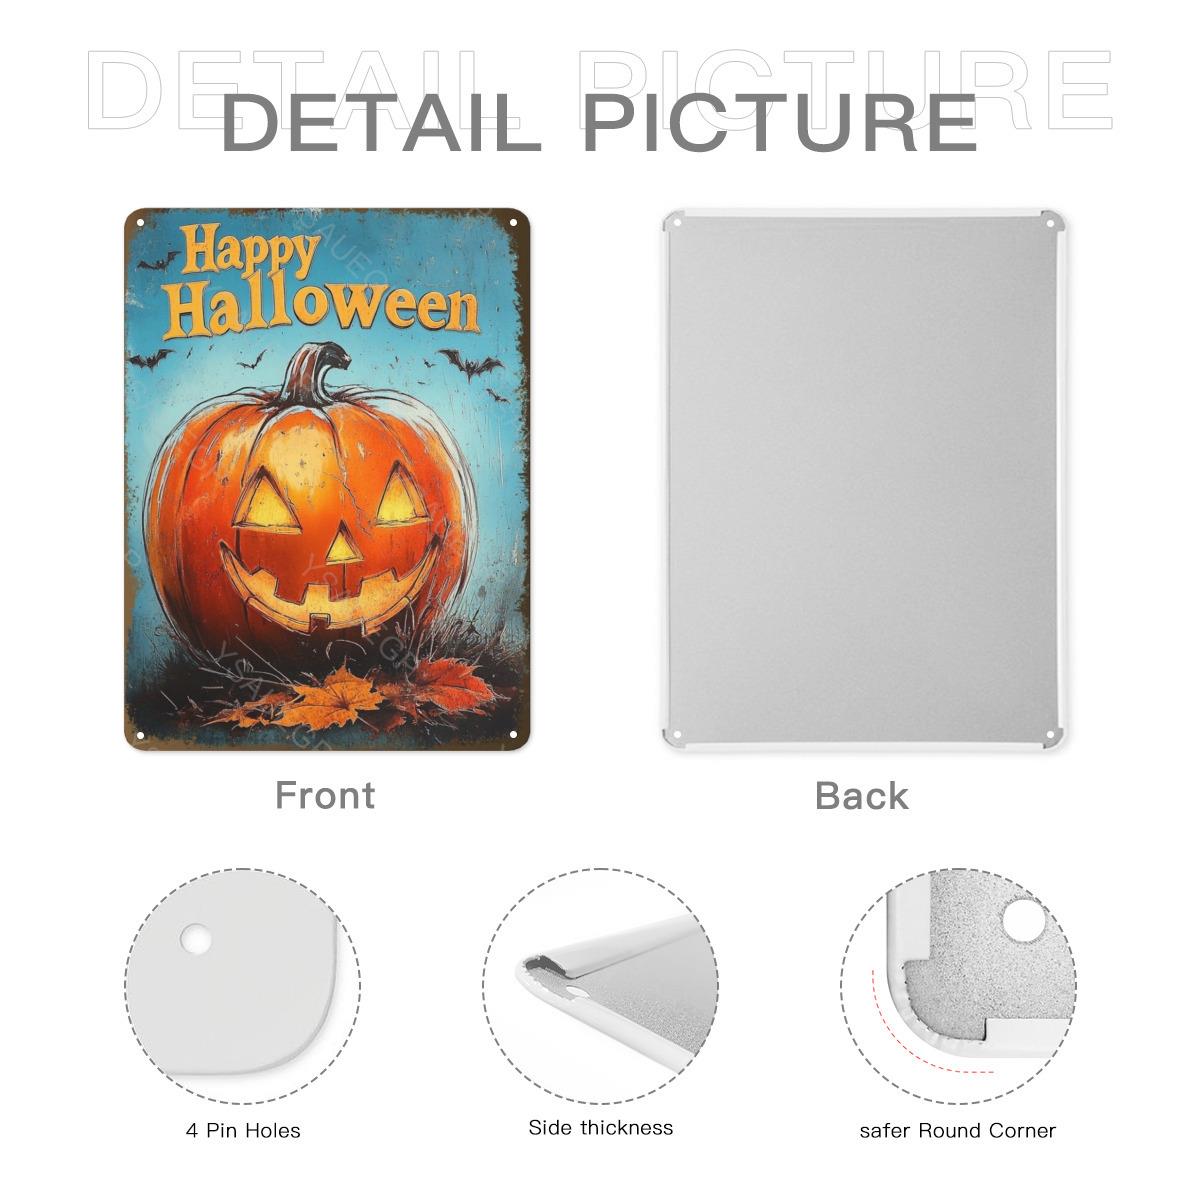 DETAIL PICTURE
DETAIL PICTURE
Happy
Halloween
Front
Back
4 Pin Holes
Side thickness
safer Round Corner